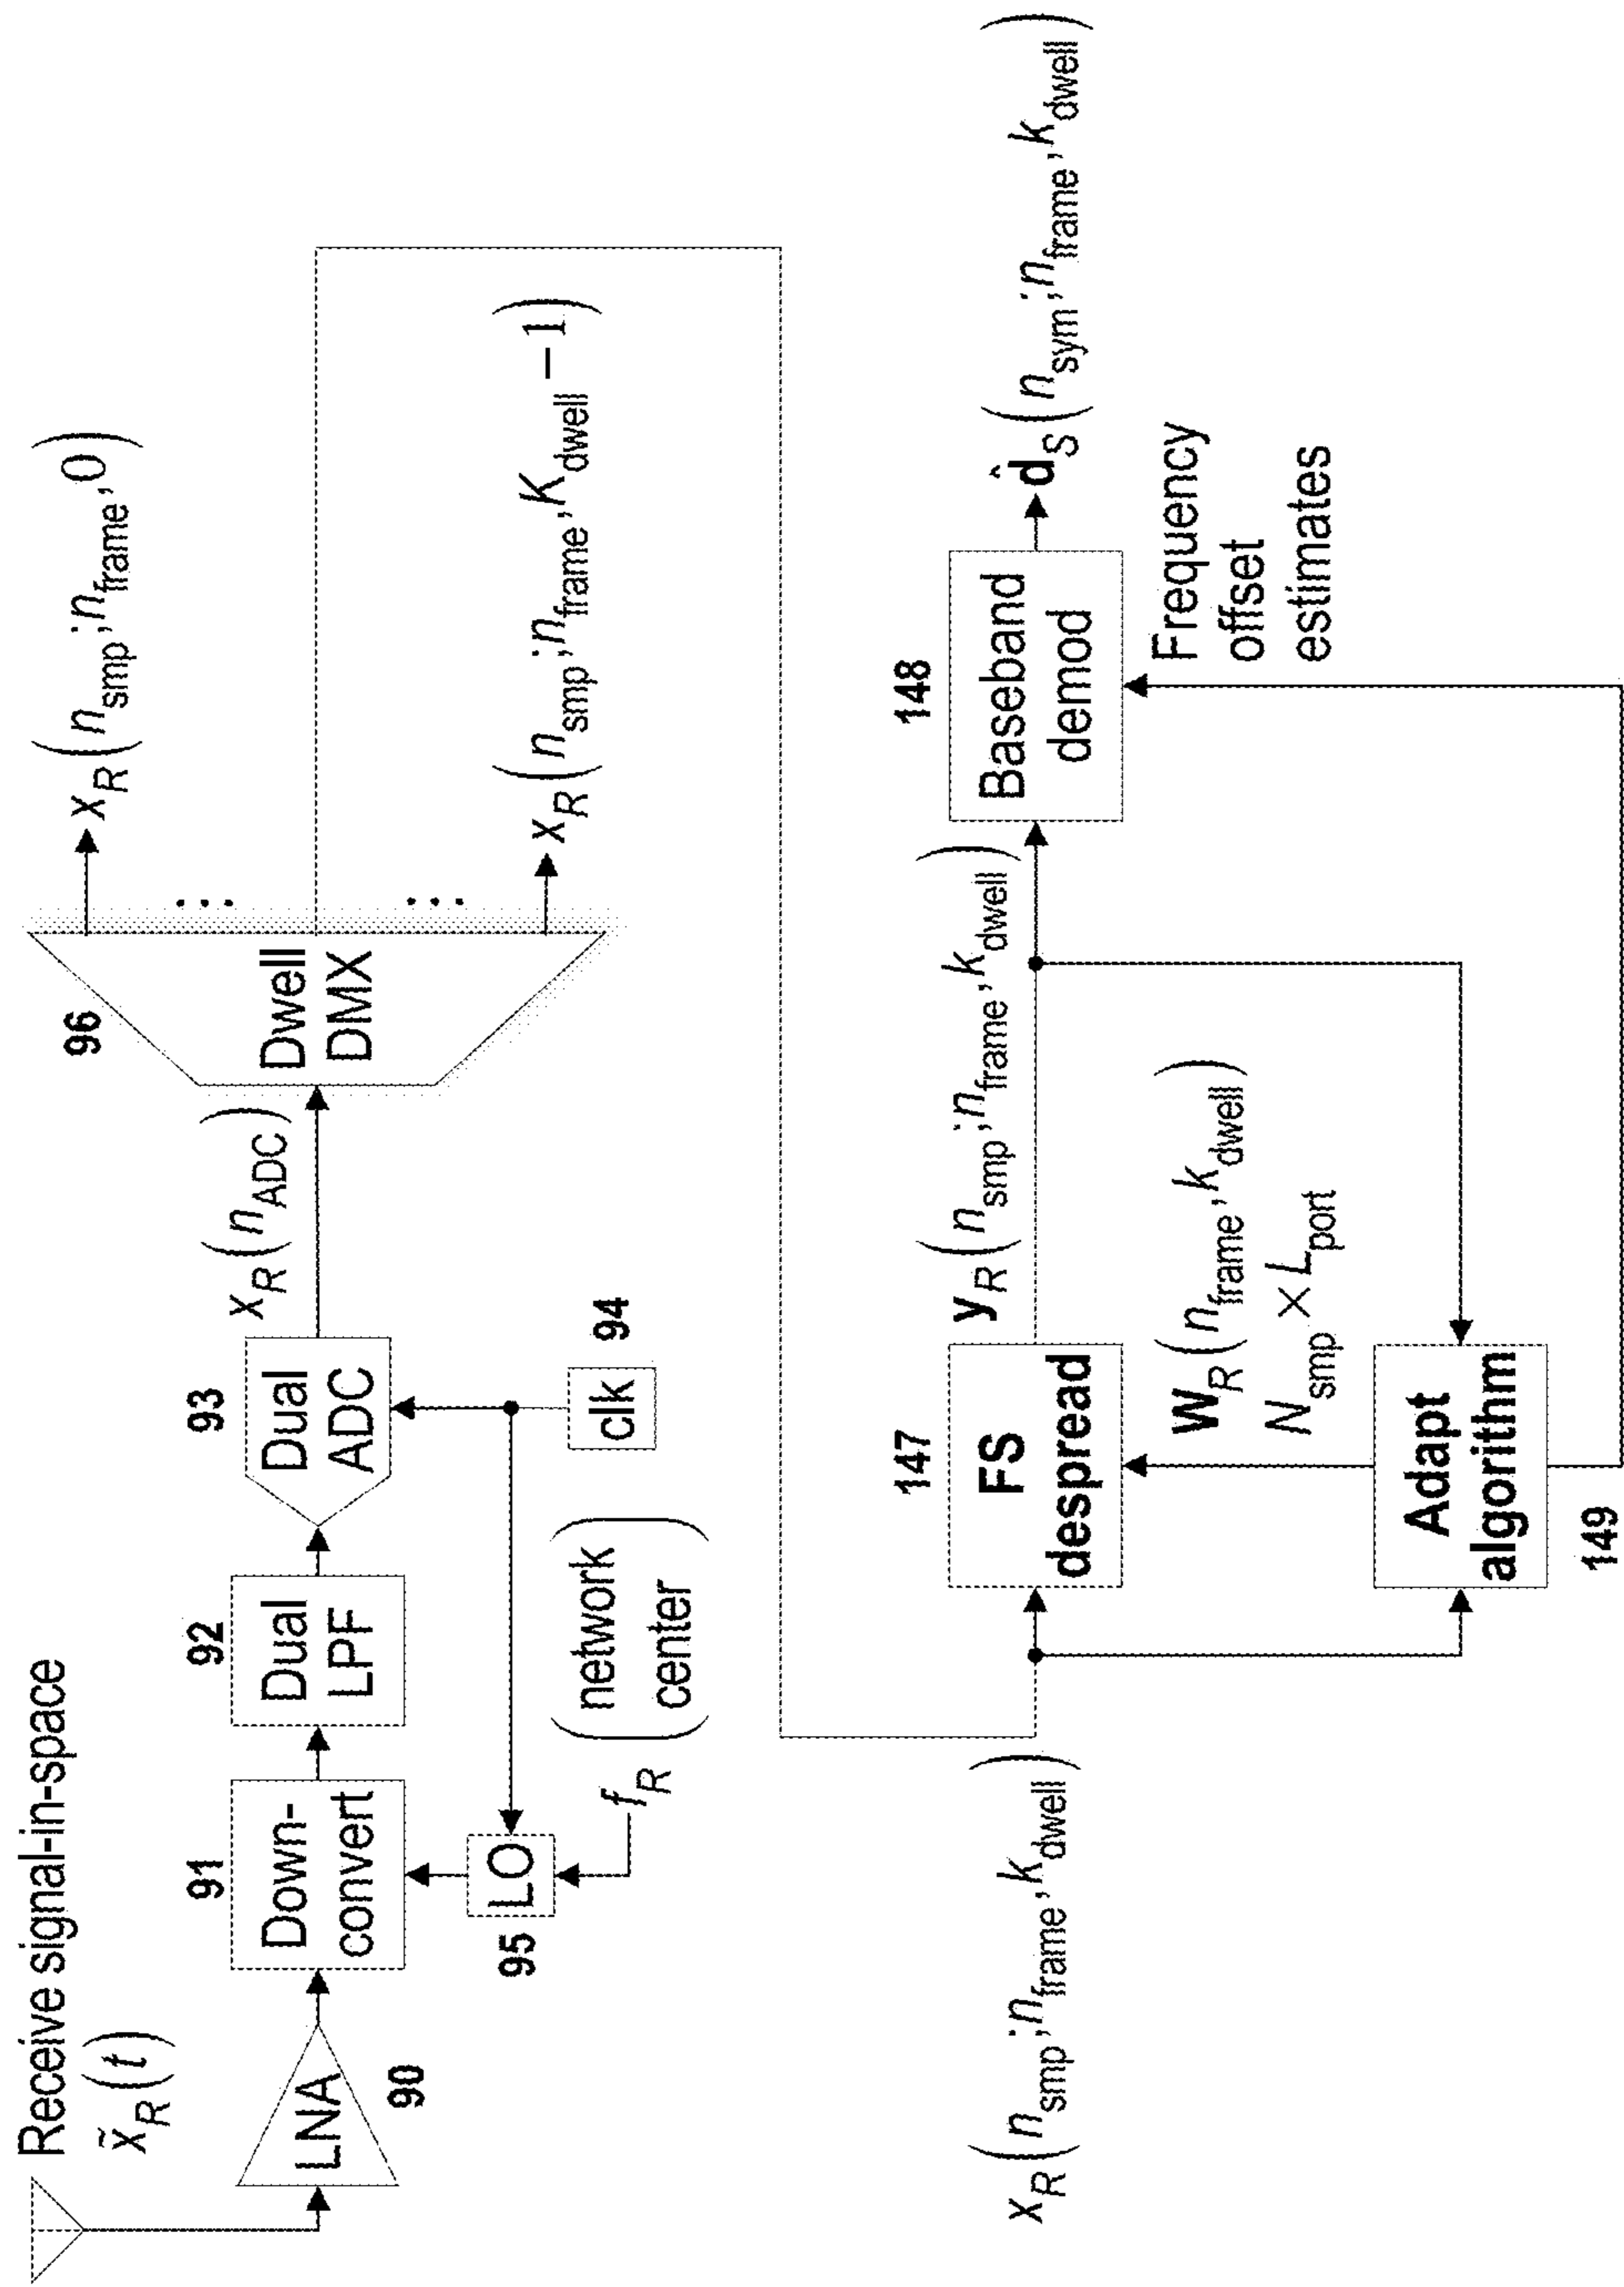 Receive signal-in-space
x̃_R(t)
LNA
90
91
Down-
convert
92
Dual
LPF
93
Dual
ADC
x_R(n_ADC)
96
Dwell
DMX
x_R(n_smp;n_frame,0)
...
...
x_R(n_smp;n_frame,K_dwell − 1)
95
LO
f_R (network
center)
clk
94
x_R(n_smp;n_frame,k_dwell)
147
FS
despread
y_R(n_smp;n_frame,k_dwell)
148
Baseband
demod
d̂_S(n_sym;n_frame,k_dwell)
W_R(n_frame,k_dwell)
N_smp × L_port
Adapt
algorithm
149
Frequency
offset
estimates